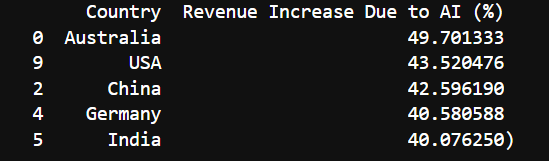 Country  Revenue Increase Due to AI (%)
0  Australia  49.701333
9  USA  43.520476
2  China  42.596190
4  Germany  40.580588
5  India  40.076250)